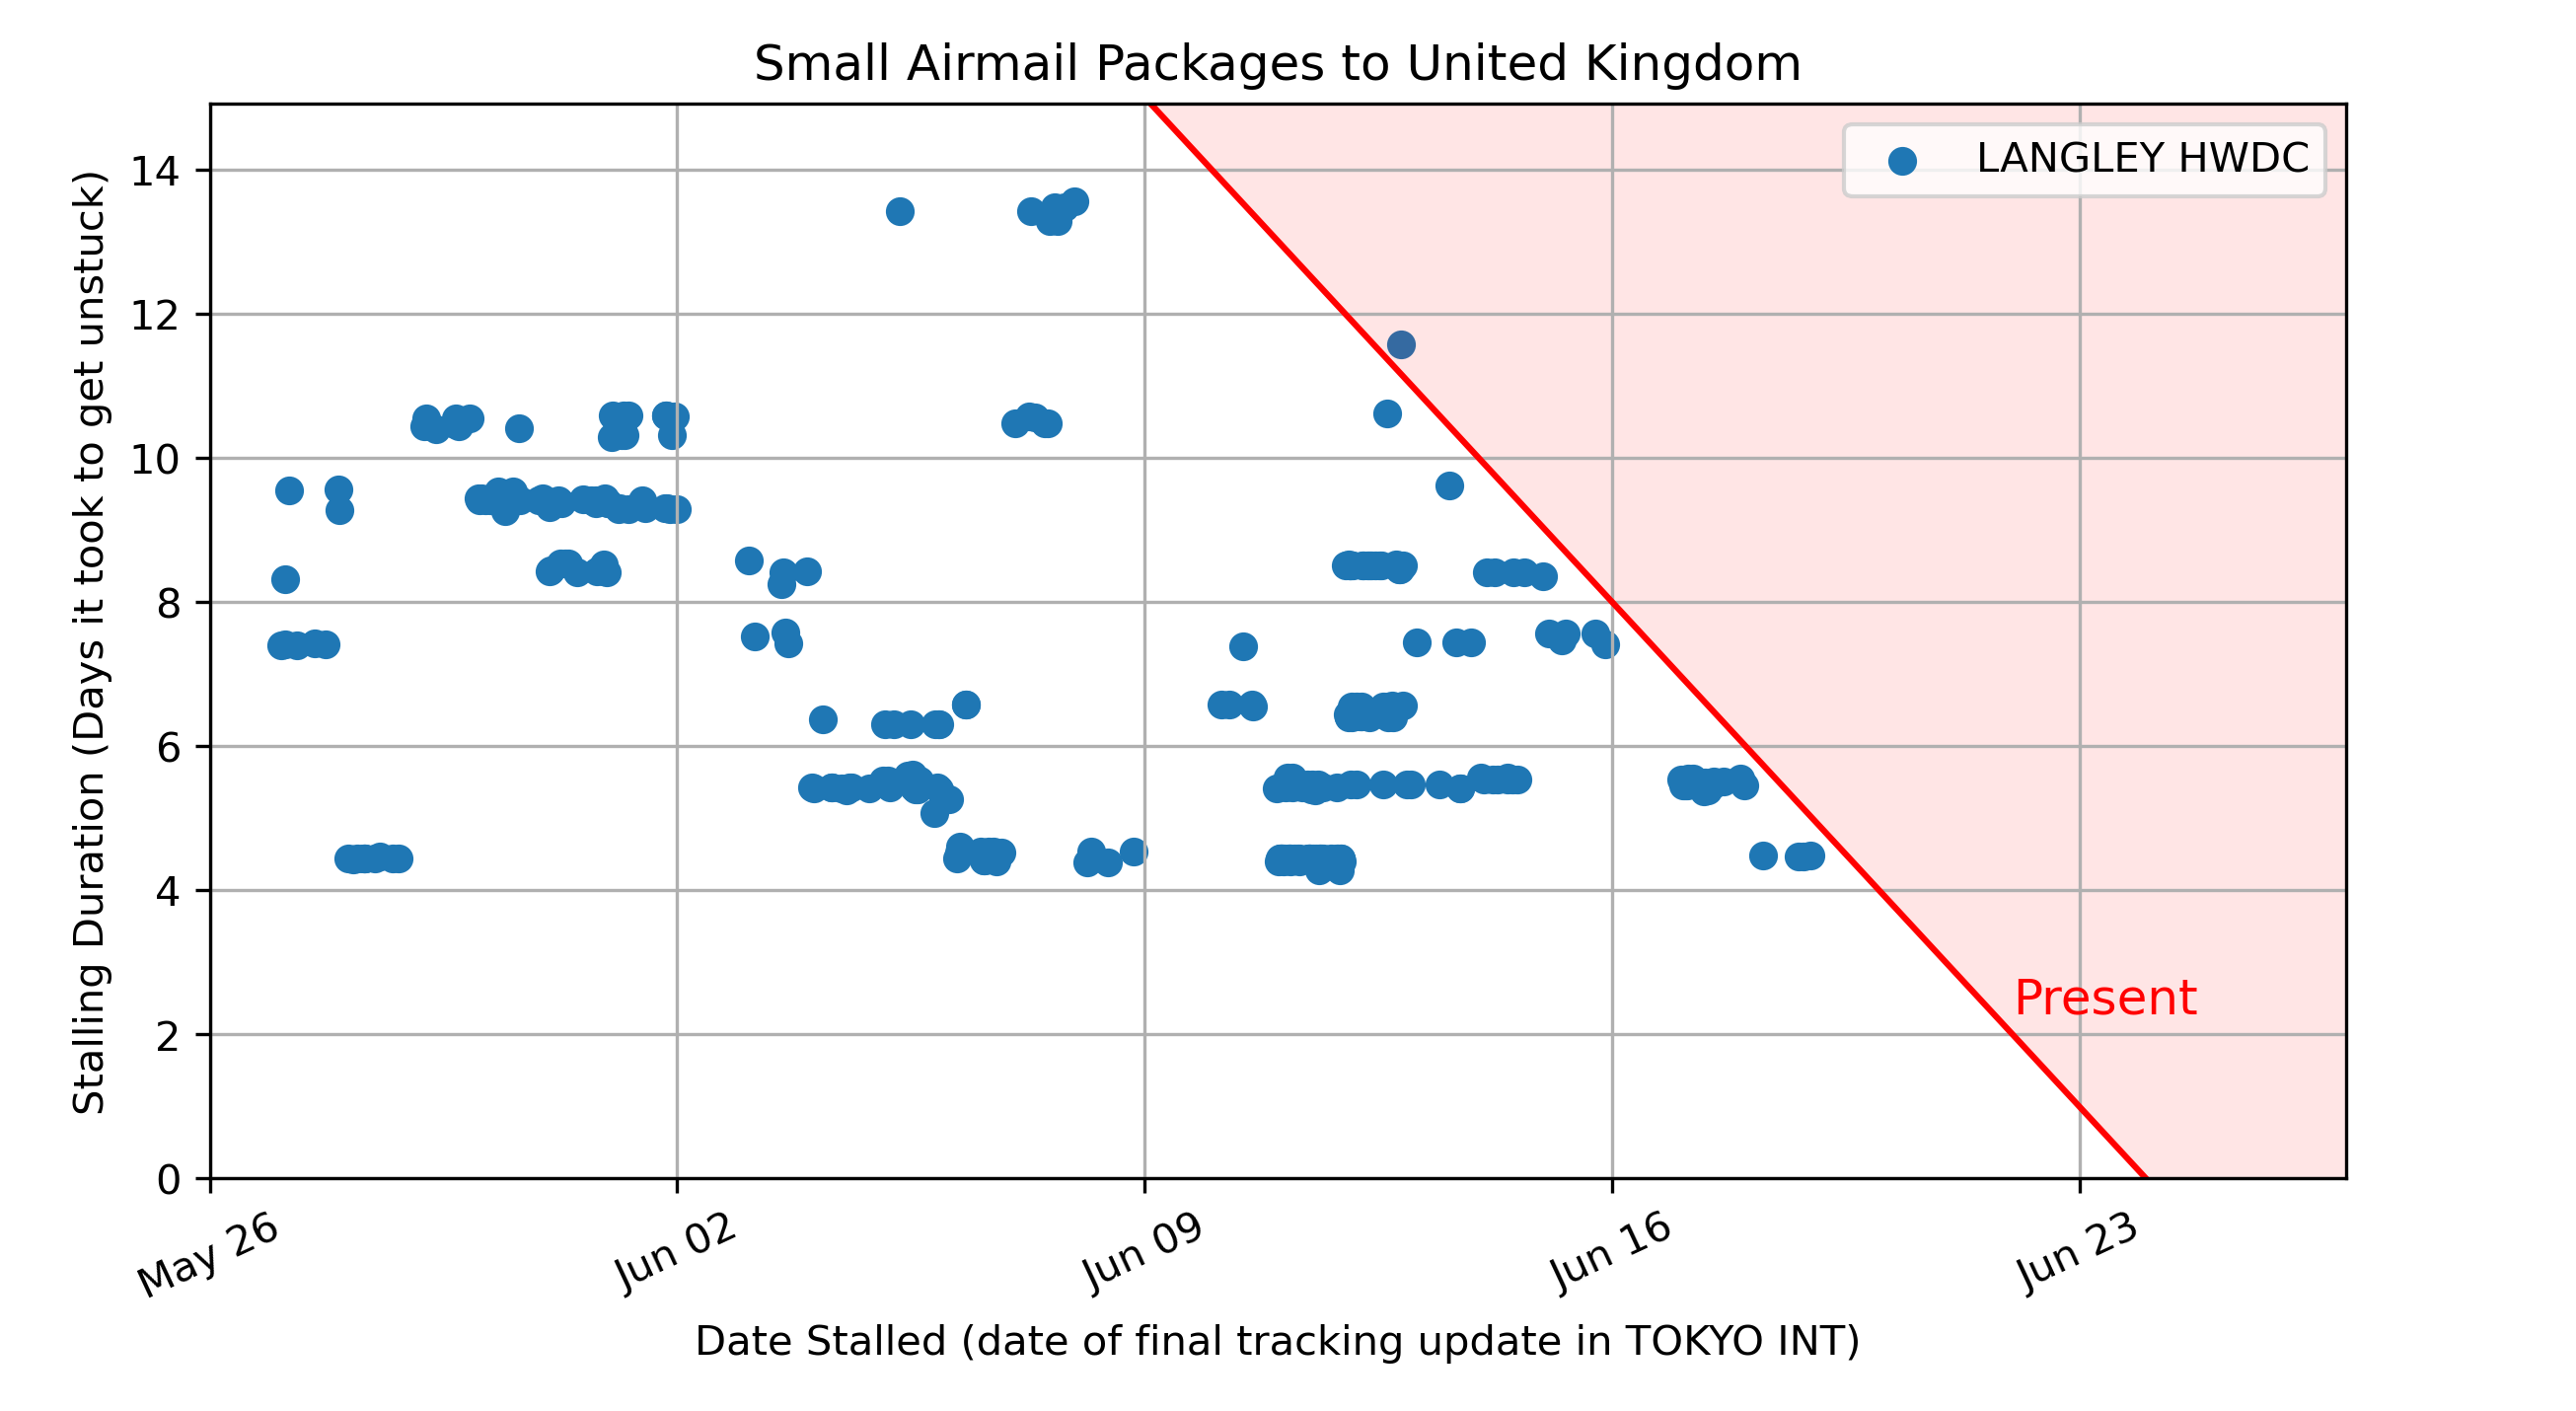 Small Airmail Packages to United Kingdom
LANGLEY HWDC
Stalling Duration (Days it took to get unstuck)
14
12
10
8
6
4
2
0
Present
May 26
Jun 02
Jun 09
Jun 16
Jun 23
Date Stalled (date of final tracking update in TOKYO INT)